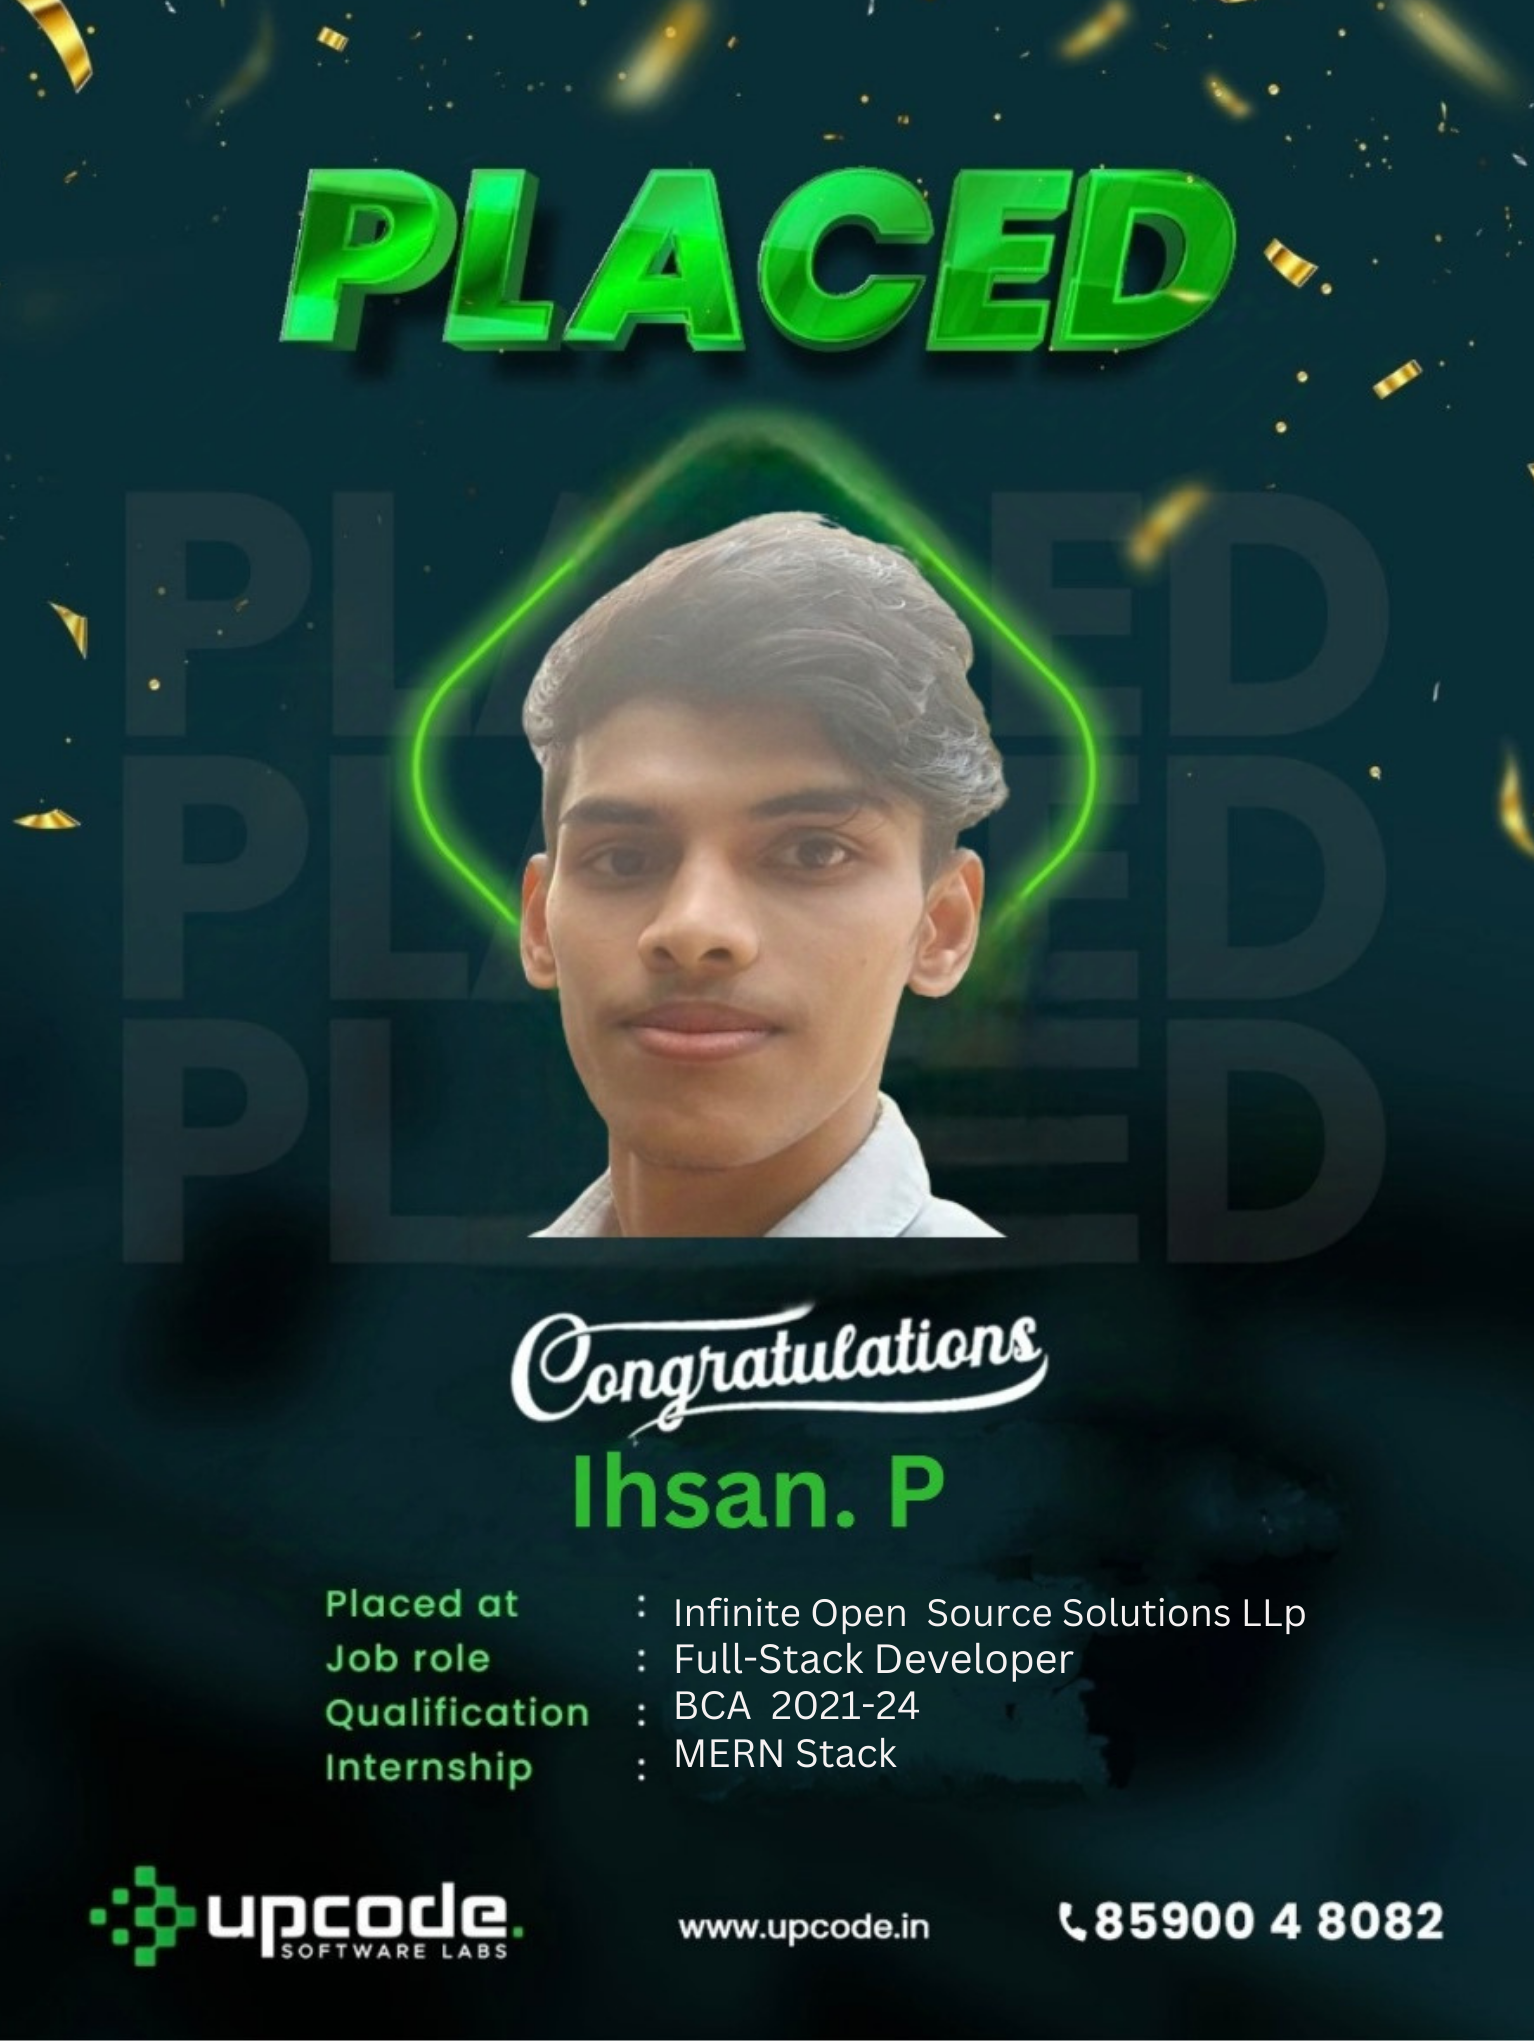 PLACED
PLACED
PLACED
PLACED
Congratulations
Ihsan. P
Placed at : Infinite Open Source Solutions LLp
Job role : Full-Stack Developer
Qualification : BCA 2021-24
Internship : MERN Stack
upcode.
SOFTWARE LABS
www.upcode.in
85900 4 8082